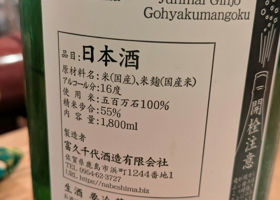 Junmai Ginjo
Gohyakumangoku
品目:日本酒
原材料名:米(国産)、米麹(国産米)
アルコール分:16度
使用米:五百万石100%
精米歩合:55%
内容量:1,800ml
製造者
富久千代酒造有限会社
佐賀県鹿島市浜町1244番地1
TEL 0954-62-3727
URL https://nabeshima.biz
生酒
開栓注意